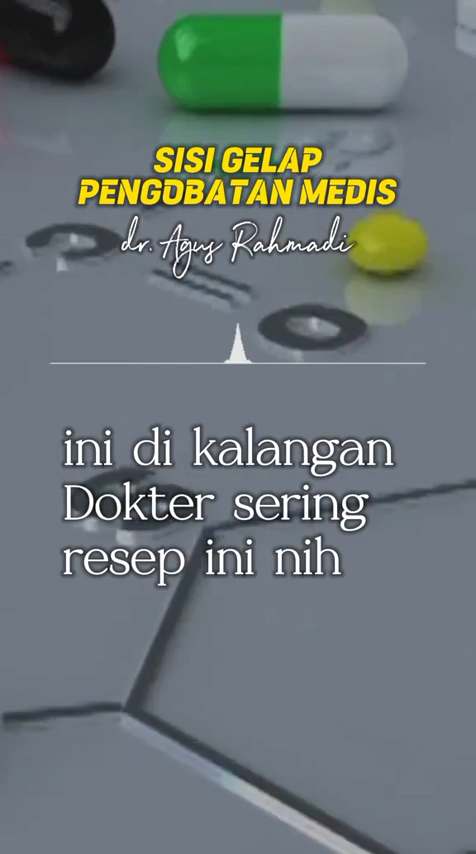 SISI GELAP
PENGOBATAN MEDIS
dr. Agus Rahmadi
ini di kalangan
Dokter sering
resep ini nih